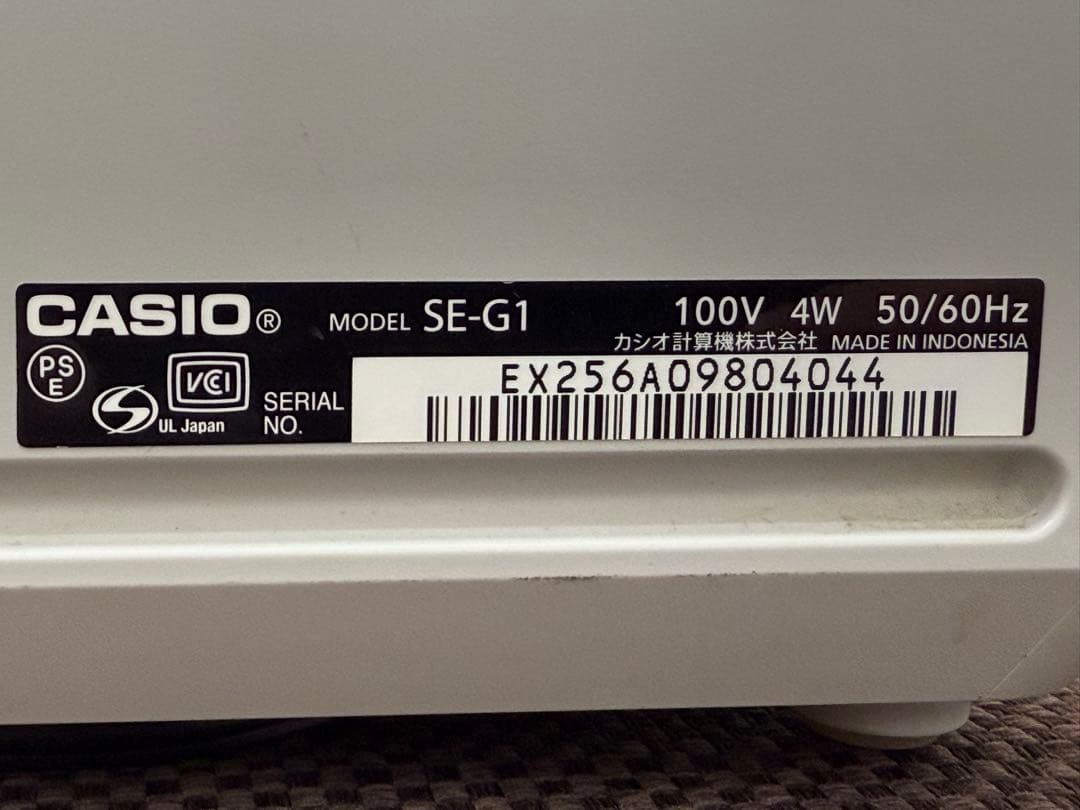 CASIO® MODEL SE-G1 100V 4W 50/60Hz
カシオ計算機株式会社 MADE IN INDONESIA
PS
E
VCI
UL Japan
SERIAL
NO.
EX256A09804044